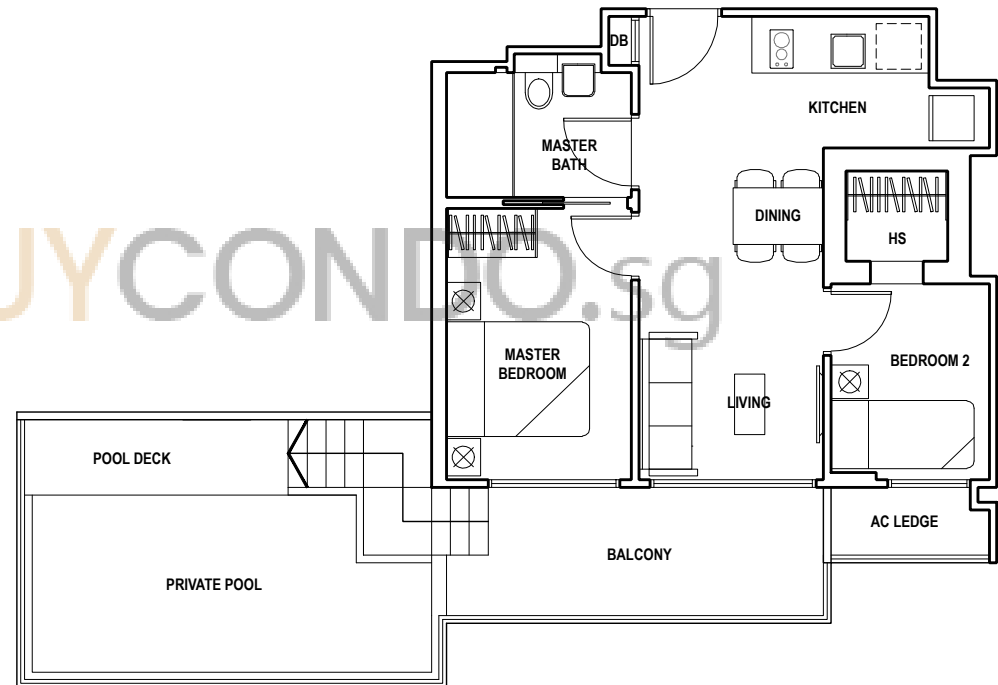 DB
KITCHEN
MASTER
BATH
DINING
HS
UYCONDO.sg
MASTER
BEDROOM
BEDROOM 2
LIVING
POOL DECK
AC LEDGE
BALCONY
PRIVATE POOL